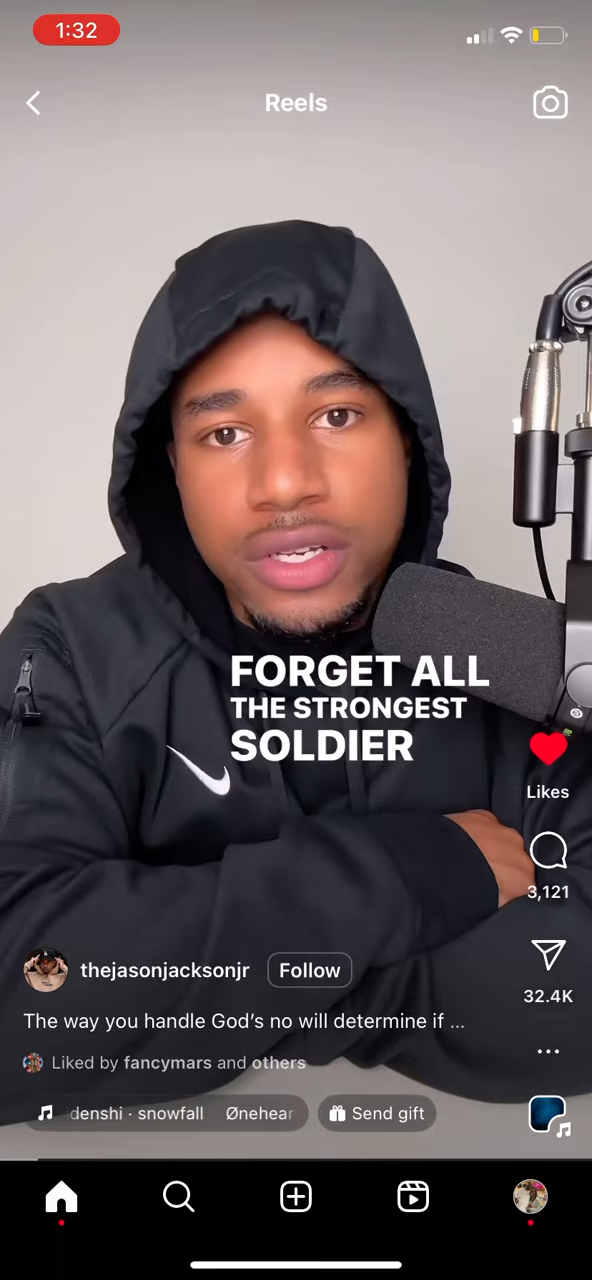 1:32
Reels
FORGET ALL
THE STRONGEST
SOLDIER
Likes
3,121
thejasonjacksonjr Follow
32.4K
The way you handle God's no will determine if ...
Liked by fancymars and others
denshi · snowfall Ønehear
Send gift